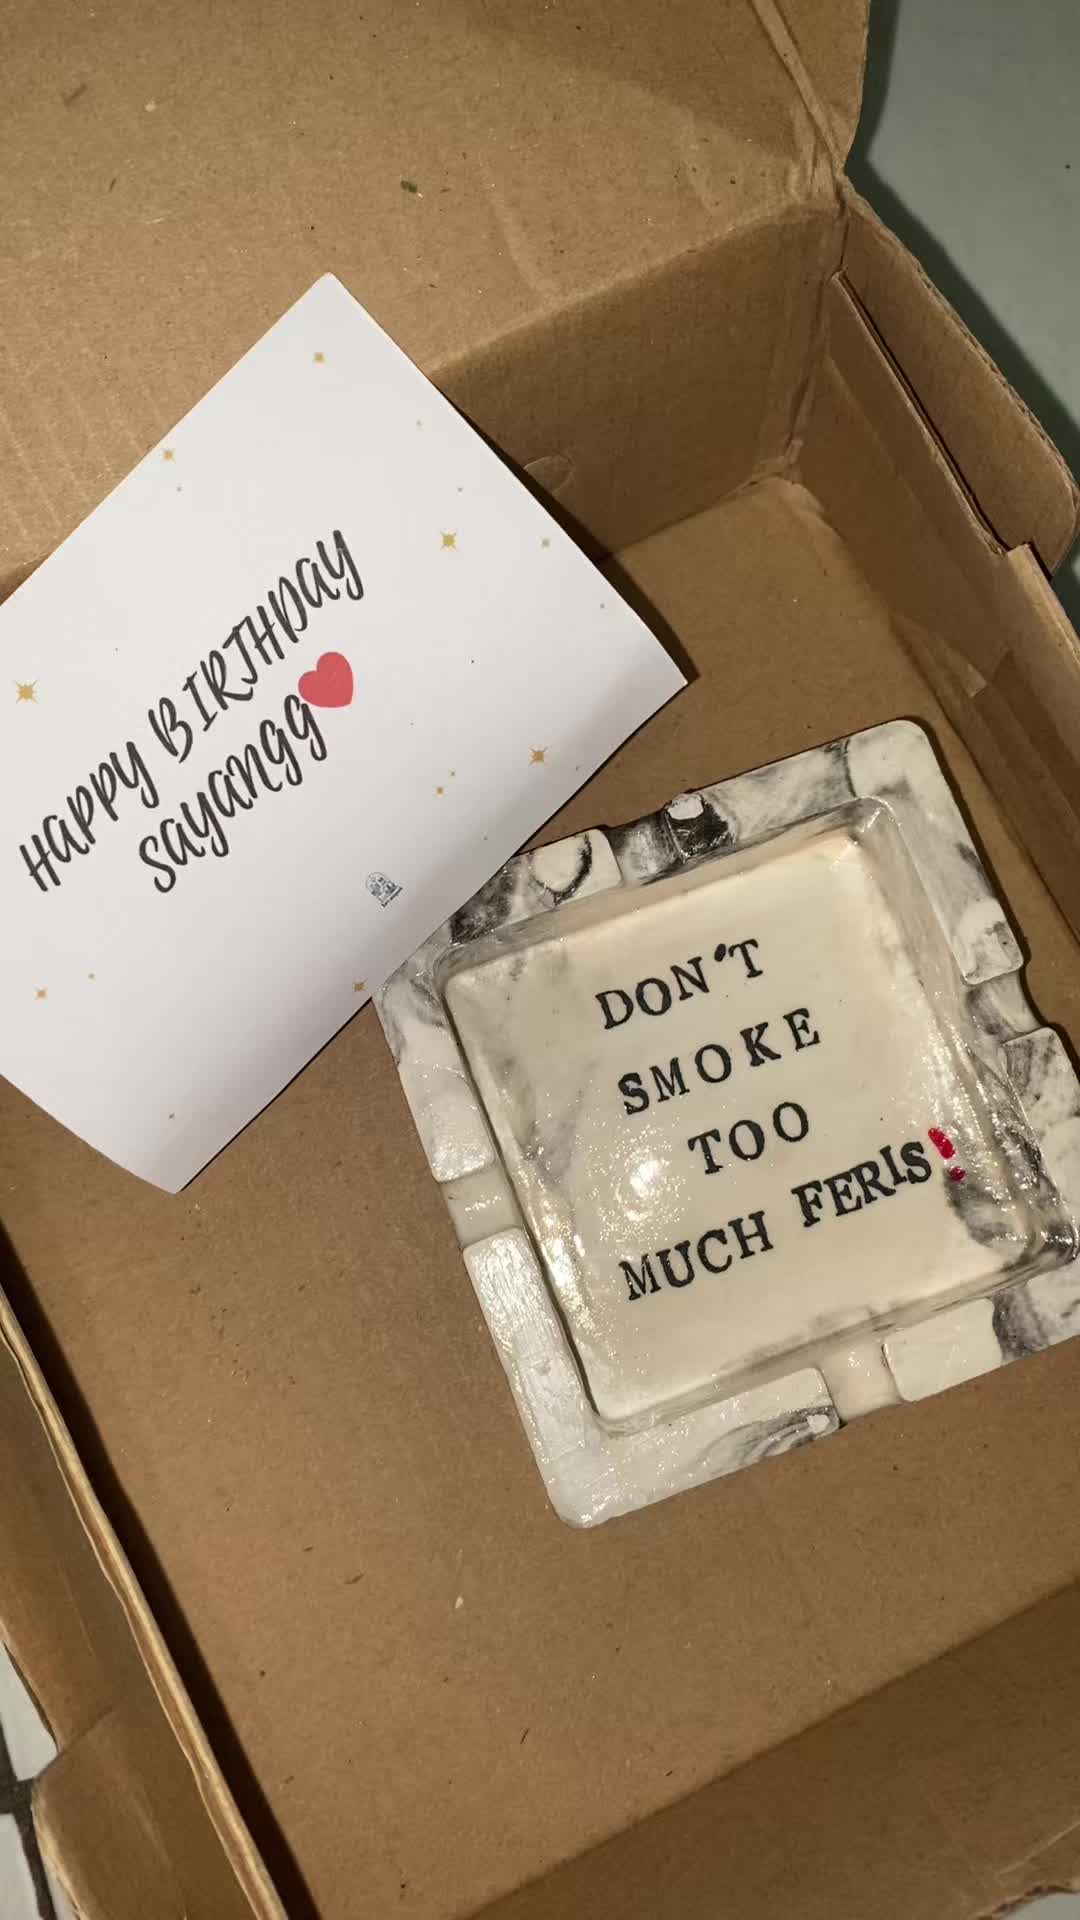 HAPPY BIRTHDAY
SAYANGG
DON'T
SMOKE
TOO
MUCH FERIS!